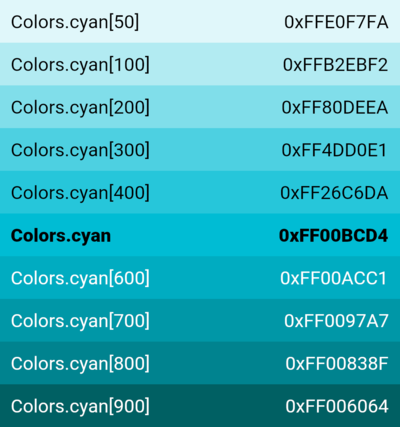 Colors.cyan[50] 0xFFE0F7FA
Colors.cyan[100] 0xFFB2EBF2
Colors.cyan[200] 0xFF80DEEA
Colors.cyan[300] 0xFF4DD0E1
Colors.cyan[400] 0xFF26C6DA
Colors.cyan 0xFF00BCD4
Colors.cyan[600] 0xFF00ACC1
Colors.cyan[700] 0xFF0097A7
Colors.cyan[800] 0xFF00838F
Colors.cyan[900] 0xFF006064